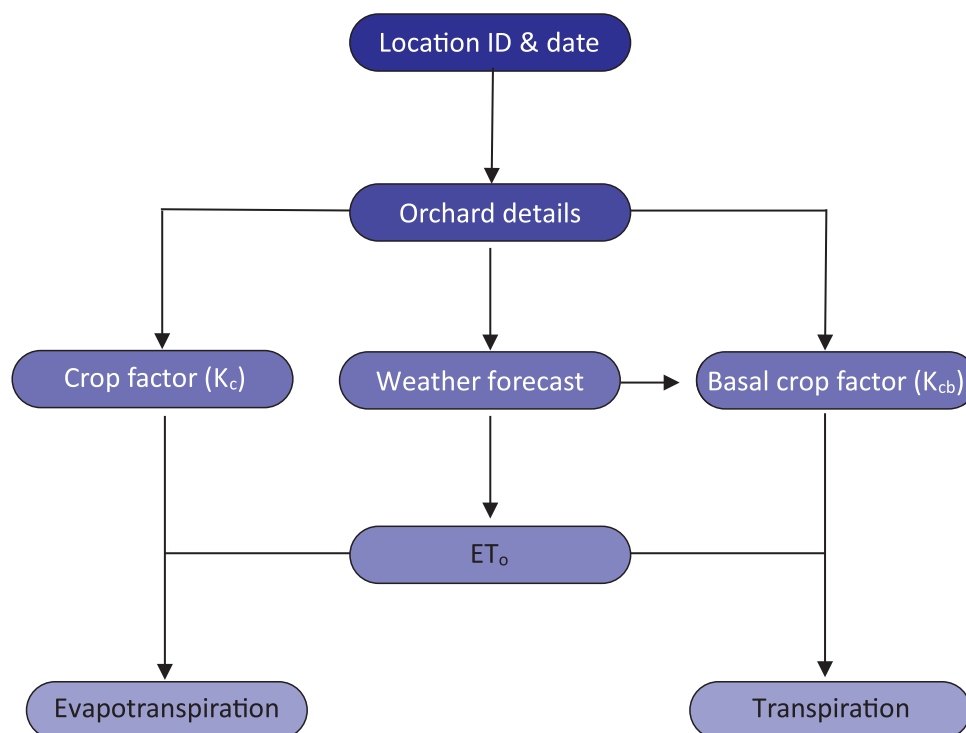 Location ID & date
Orchard details
Crop factor (Kc)
Weather forecast
Basal crop factor (Kcb)
ETo
Evapotranspiration
Transpiration